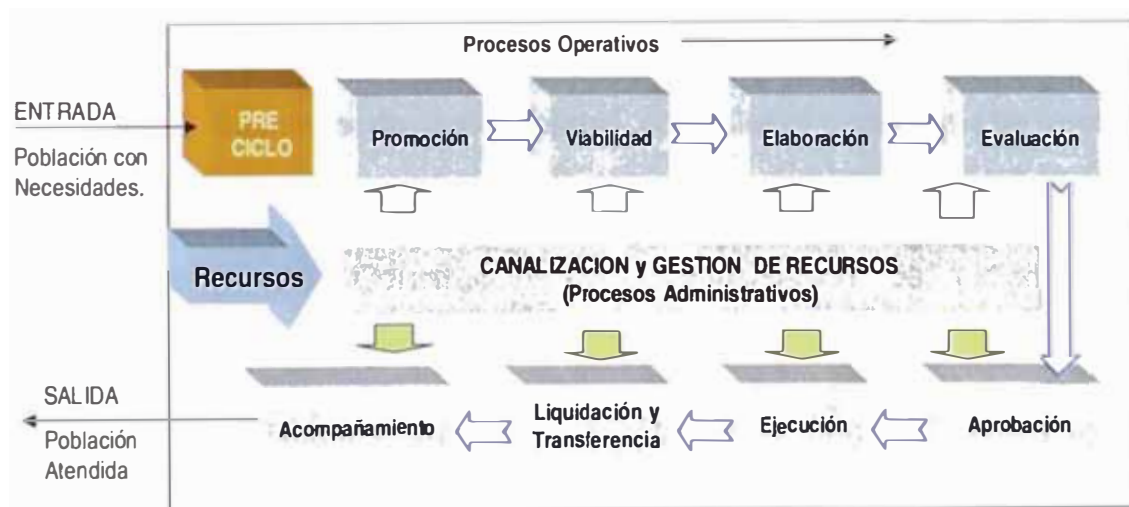 Procesos Operativos
ENTRADA
Población con
Necesidades.
PRE
CICLO
Promoción
Viabilidad
Elaboración
Evaluación
Recursos
CANALIZACION y GESTION DE RECURSOS
(Procesos Administrativos)
SALIDA
Población
Atendida
Acompañamiento
Liquidación y
Transferencia
Ejecución
Aprobación